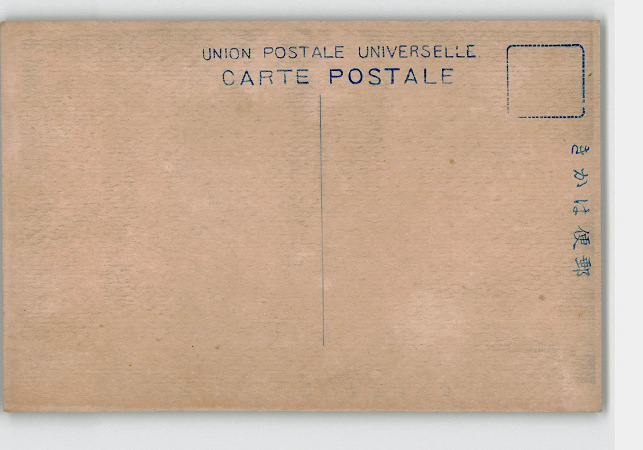 UNION POSTALE UNIVERSELLE
CARTE POSTALE
郵便はかき